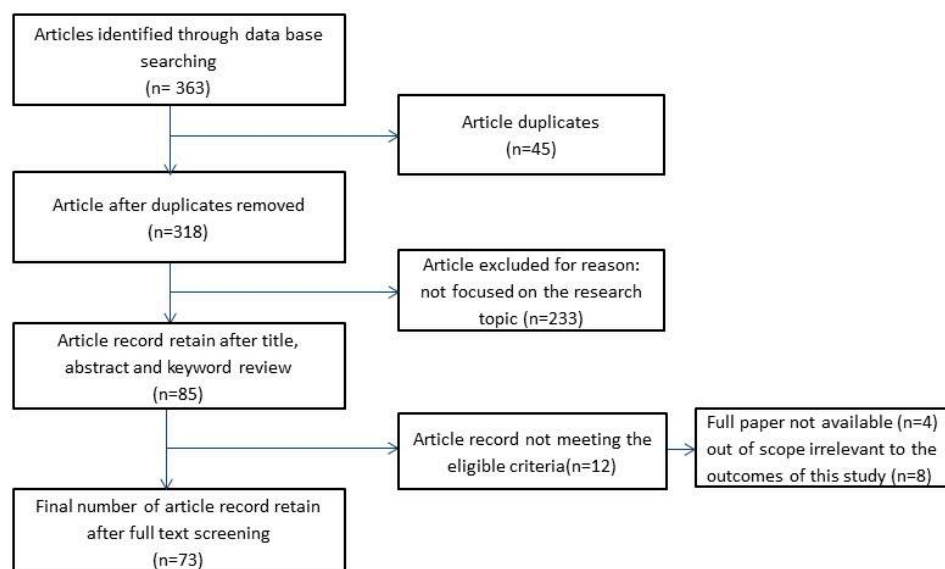 Articles identified through data base
searching
(n= 363)
Article duplicates
(n=45)
Article after duplicates removed
(n=318)
Article excluded for reason:
not focused on the research
topic (n=233)
Article record retain after title,
abstract and keyword review
(n=85)
Article record not meeting the
eligible criteria(n=12)
Full paper not available (n=4)
out of scope irrelevant to the
outcomes of this study (n=8)
Final number of article record retain
after full text screening
(n=73)